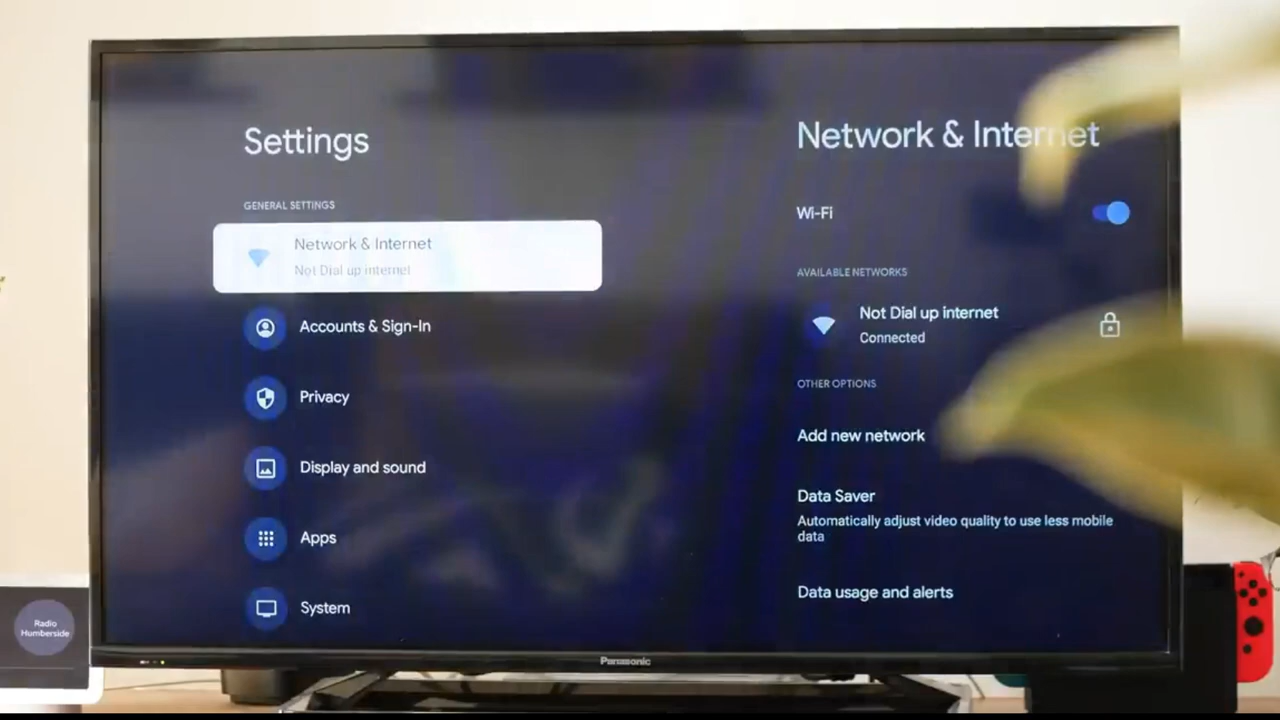 Settings
GENERAL SETTINGS
Network & Internet
Not Dial up internet
Accounts & Sign-In
Privacy
Display and sound
Apps
System
Network & Internet
Wi-Fi
AVAILABLE NETWORKS
Not Dial up internet
Connected
OTHER OPTIONS
Add new network
Data Saver
Automatically adjust video quality to use less mobile
data
Data usage and alerts
Radio
Humberside
Panasonic